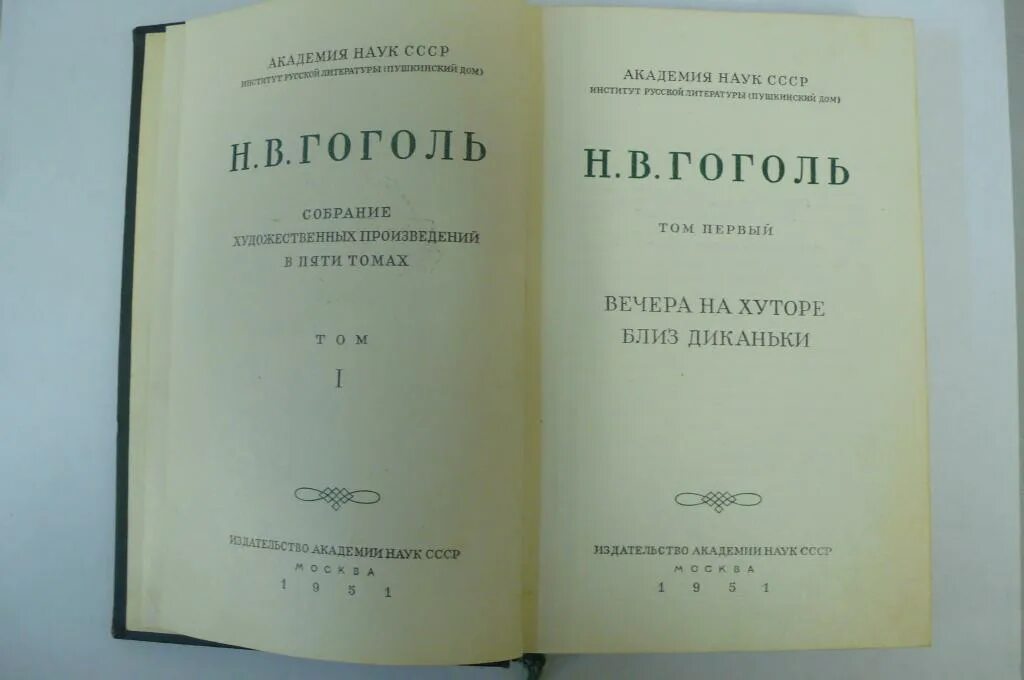 АКАДЕМИЯ НАУК СССР
ИНСТИТУТ РУССКОЙ ЛИТЕРАТУРЫ (ПУШКИНСКИЙ ДОМ)
Н. В. ГОГОЛЬ
СОБРАНИЕ
ХУДОЖЕСТВЕННЫХ ПРОИЗВЕДЕНИЙ
В ПЯТИ ТОМАХ
ТОМ
I
ИЗДАТЕЛЬСТВО АКАДЕМИИ НАУК СССР
МОСКВА
1951
АКАДЕМИЯ НАУК СССР
ИНСТИТУТ РУССКОЙ ЛИТЕРАТУРЫ (ПУШКИНСКИЙ ДОМ)
Н. В. ГОГОЛЬ
ТОМ ПЕРВЫЙ
ВЕЧЕРА НА ХУТОРЕ
БЛИЗ ДИКАНЬКИ
ИЗДАТЕЛЬСТВО АКАДЕМИИ НАУК СССР
МОСКВА
1951